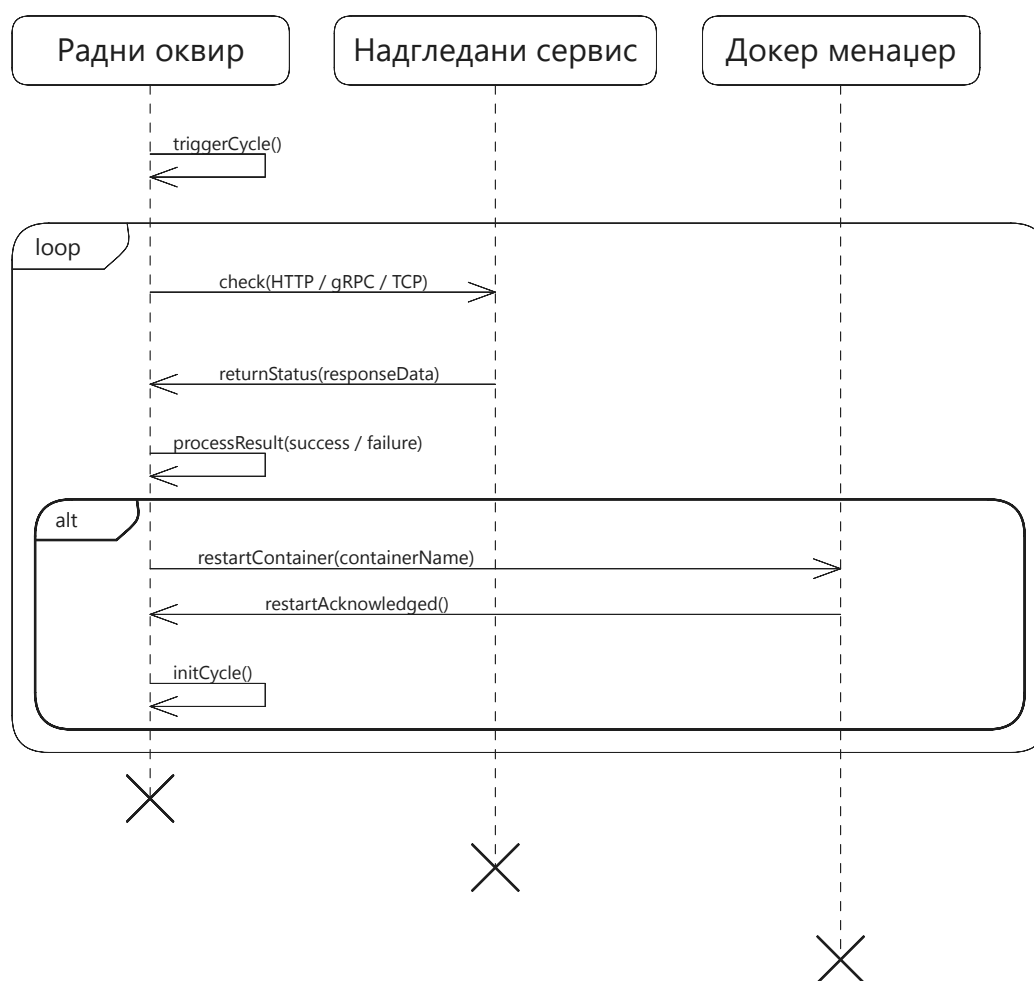 Радни оквир
Надгледани сервис
Докер менаџер
triggerCycle()
loop
check(HTTP / gRPC / TCP)
returnStatus(responseData)
processResult(success / failure)
alt
restartContainer(containerName)
restartAcknowledged()
initCycle()